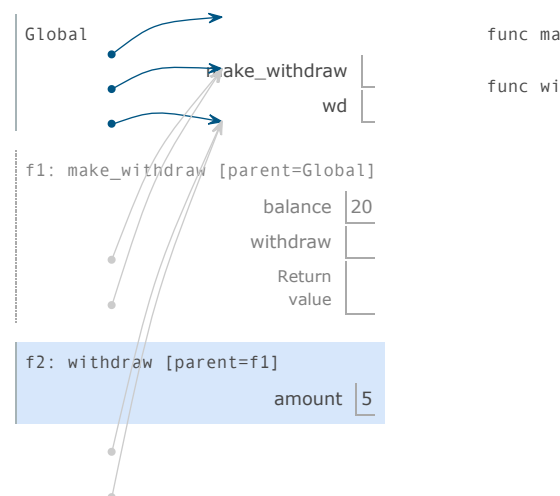 Global
func ma
make_withdraw
func wi
wd
f1: make_withdraw [parent=Global]
balance 20
withdraw
Return
value
f2: withdraw [parent=f1]
amount 5